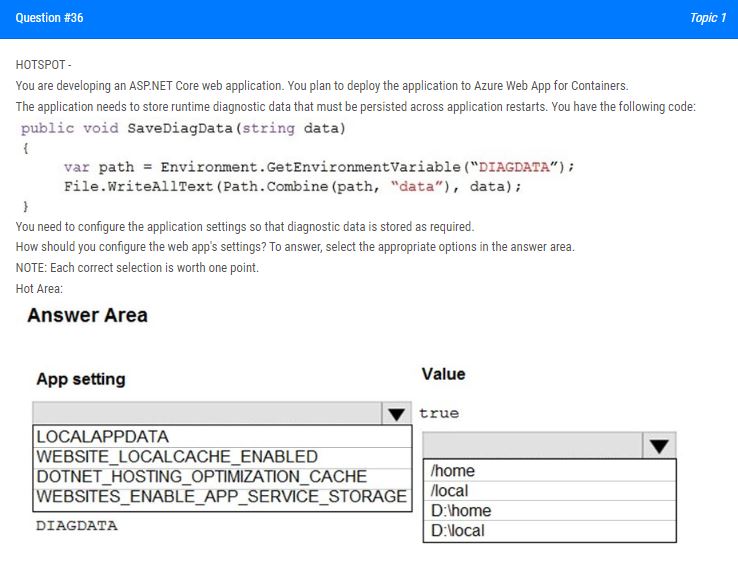 Question #36
Topic 1
HOTSPOT -
You are developing an ASP.NET Core web application. You plan to deploy the application to Azure Web App for Containers.
The application needs to store runtime diagnostic data that must be persisted across application restarts. You have the following code:
public void SaveDiagData(string data)
{
var path = Environment.GetEnvironmentVariable("DIAGDATA");
File.WriteAllText(Path.Combine(path, "data"), data);
}
You need to configure the application settings so that diagnostic data is stored as required.
How should you configure the web app's settings? To answer, select the appropriate options in the answer area.
NOTE: Each correct selection is worth one point.
Hot Area:
Answer Area
App setting
Value
true
LOCALAPPDATA
WEBSITE_LOCALCACHE_ENABLED
DOTNET_HOSTING_OPTIMIZATION_CACHE
WEBSITES_ENABLE_APP_SERVICE_STORAGE
DIAGDATA
/home
/local
D:\home
D:\local